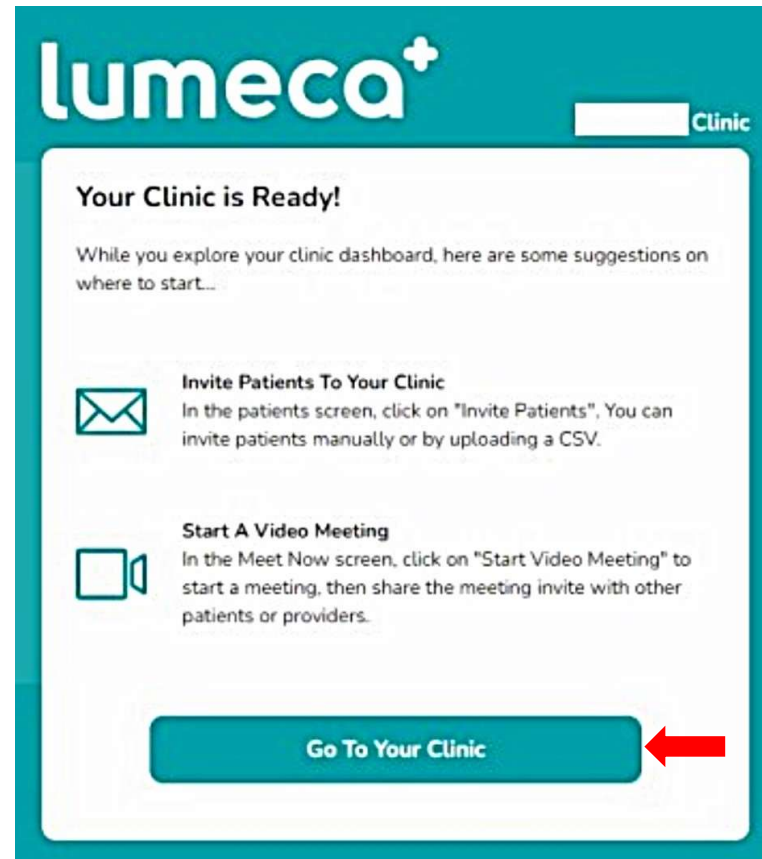 lumeca+
Clinic
Your Clinic is Ready!
While you explore your clinic dashboard, here are some suggestions on
where to start...
Invite Patients To Your Clinic
In the patients screen, click on "Invite Patients". You can
invite patients manually or by uploading a CSV.
Start A Video Meeting
In the Meet Now screen, click on "Start Video Meeting" to
start a meeting, then share the meeting invite with other
patients or providers.
Go To Your Clinic